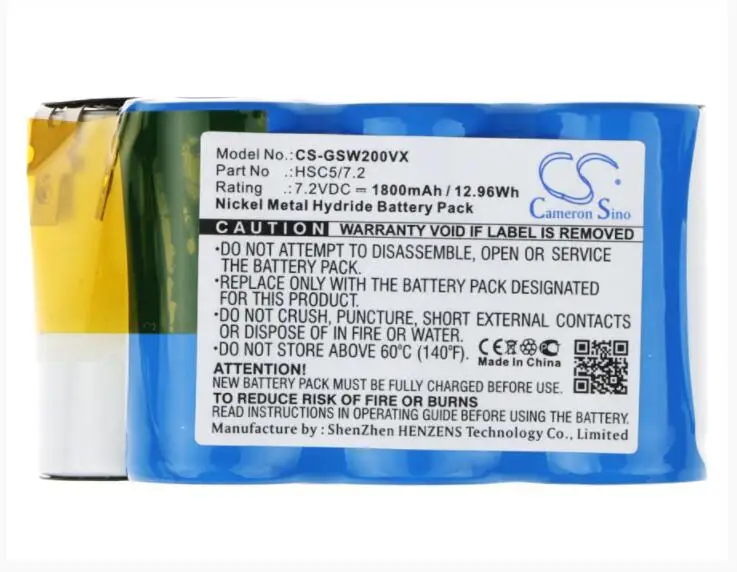 Model No.:CS-GSW200VX
Part No .:HSC5/7.2
Rating .:7.2VDC ⎓ 1800mAh / 12.96Wh
Nickel Metal Hydride Battery Pack
CS
Cameron Sino
CAUTION WARRANTY VOID IF LABEL IS REMOVED
•DO NOT ATTEMPT TO DISASSEMBLE, OPEN OR SERVICE
THE BATTERY PACK.
•REPLACE ONLY WITH THE BATTERY PACK DESIGNATED
FOR THIS PRODUCT.
•DO NOT CRUSH, PUNCTURE, SHORT EXTERNAL CONTACTS
OR DISPOSE OF IN FIRE OR WATER.
•DO NOT STORE ABOVE 60°C (140°F).
CE
Made In China
ATTENTION!
NEW BATTERY PACK MUST BE FULLY CHARGED BEFORE USE.
TO REDUCE RISK OF FIRE OR BURNS
READ INSTRUCTIONS IN OPERATING GUIDE BEFORE USING THE BATTERY.
Manufacture by : ShenZhen HENZENS Technology Co., Limited